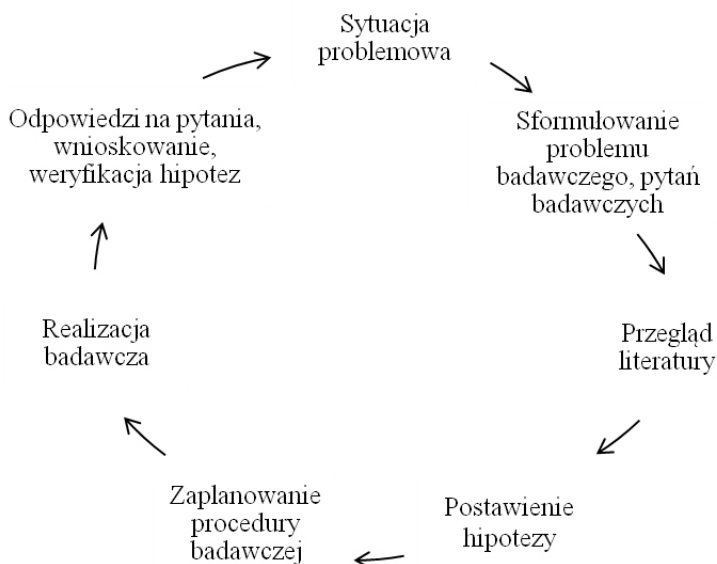 Sytuacja
problemowa
Sformułowanie
problemu
badawczego, pytań
badawczych
Przegląd
literatury
Postawienie
hipotezy
Zaplanowanie
procedury
badawczej
Realizacja
badawcza
Odpowiedzi na pytania,
wnioskowanie,
weryfikacja hipotez